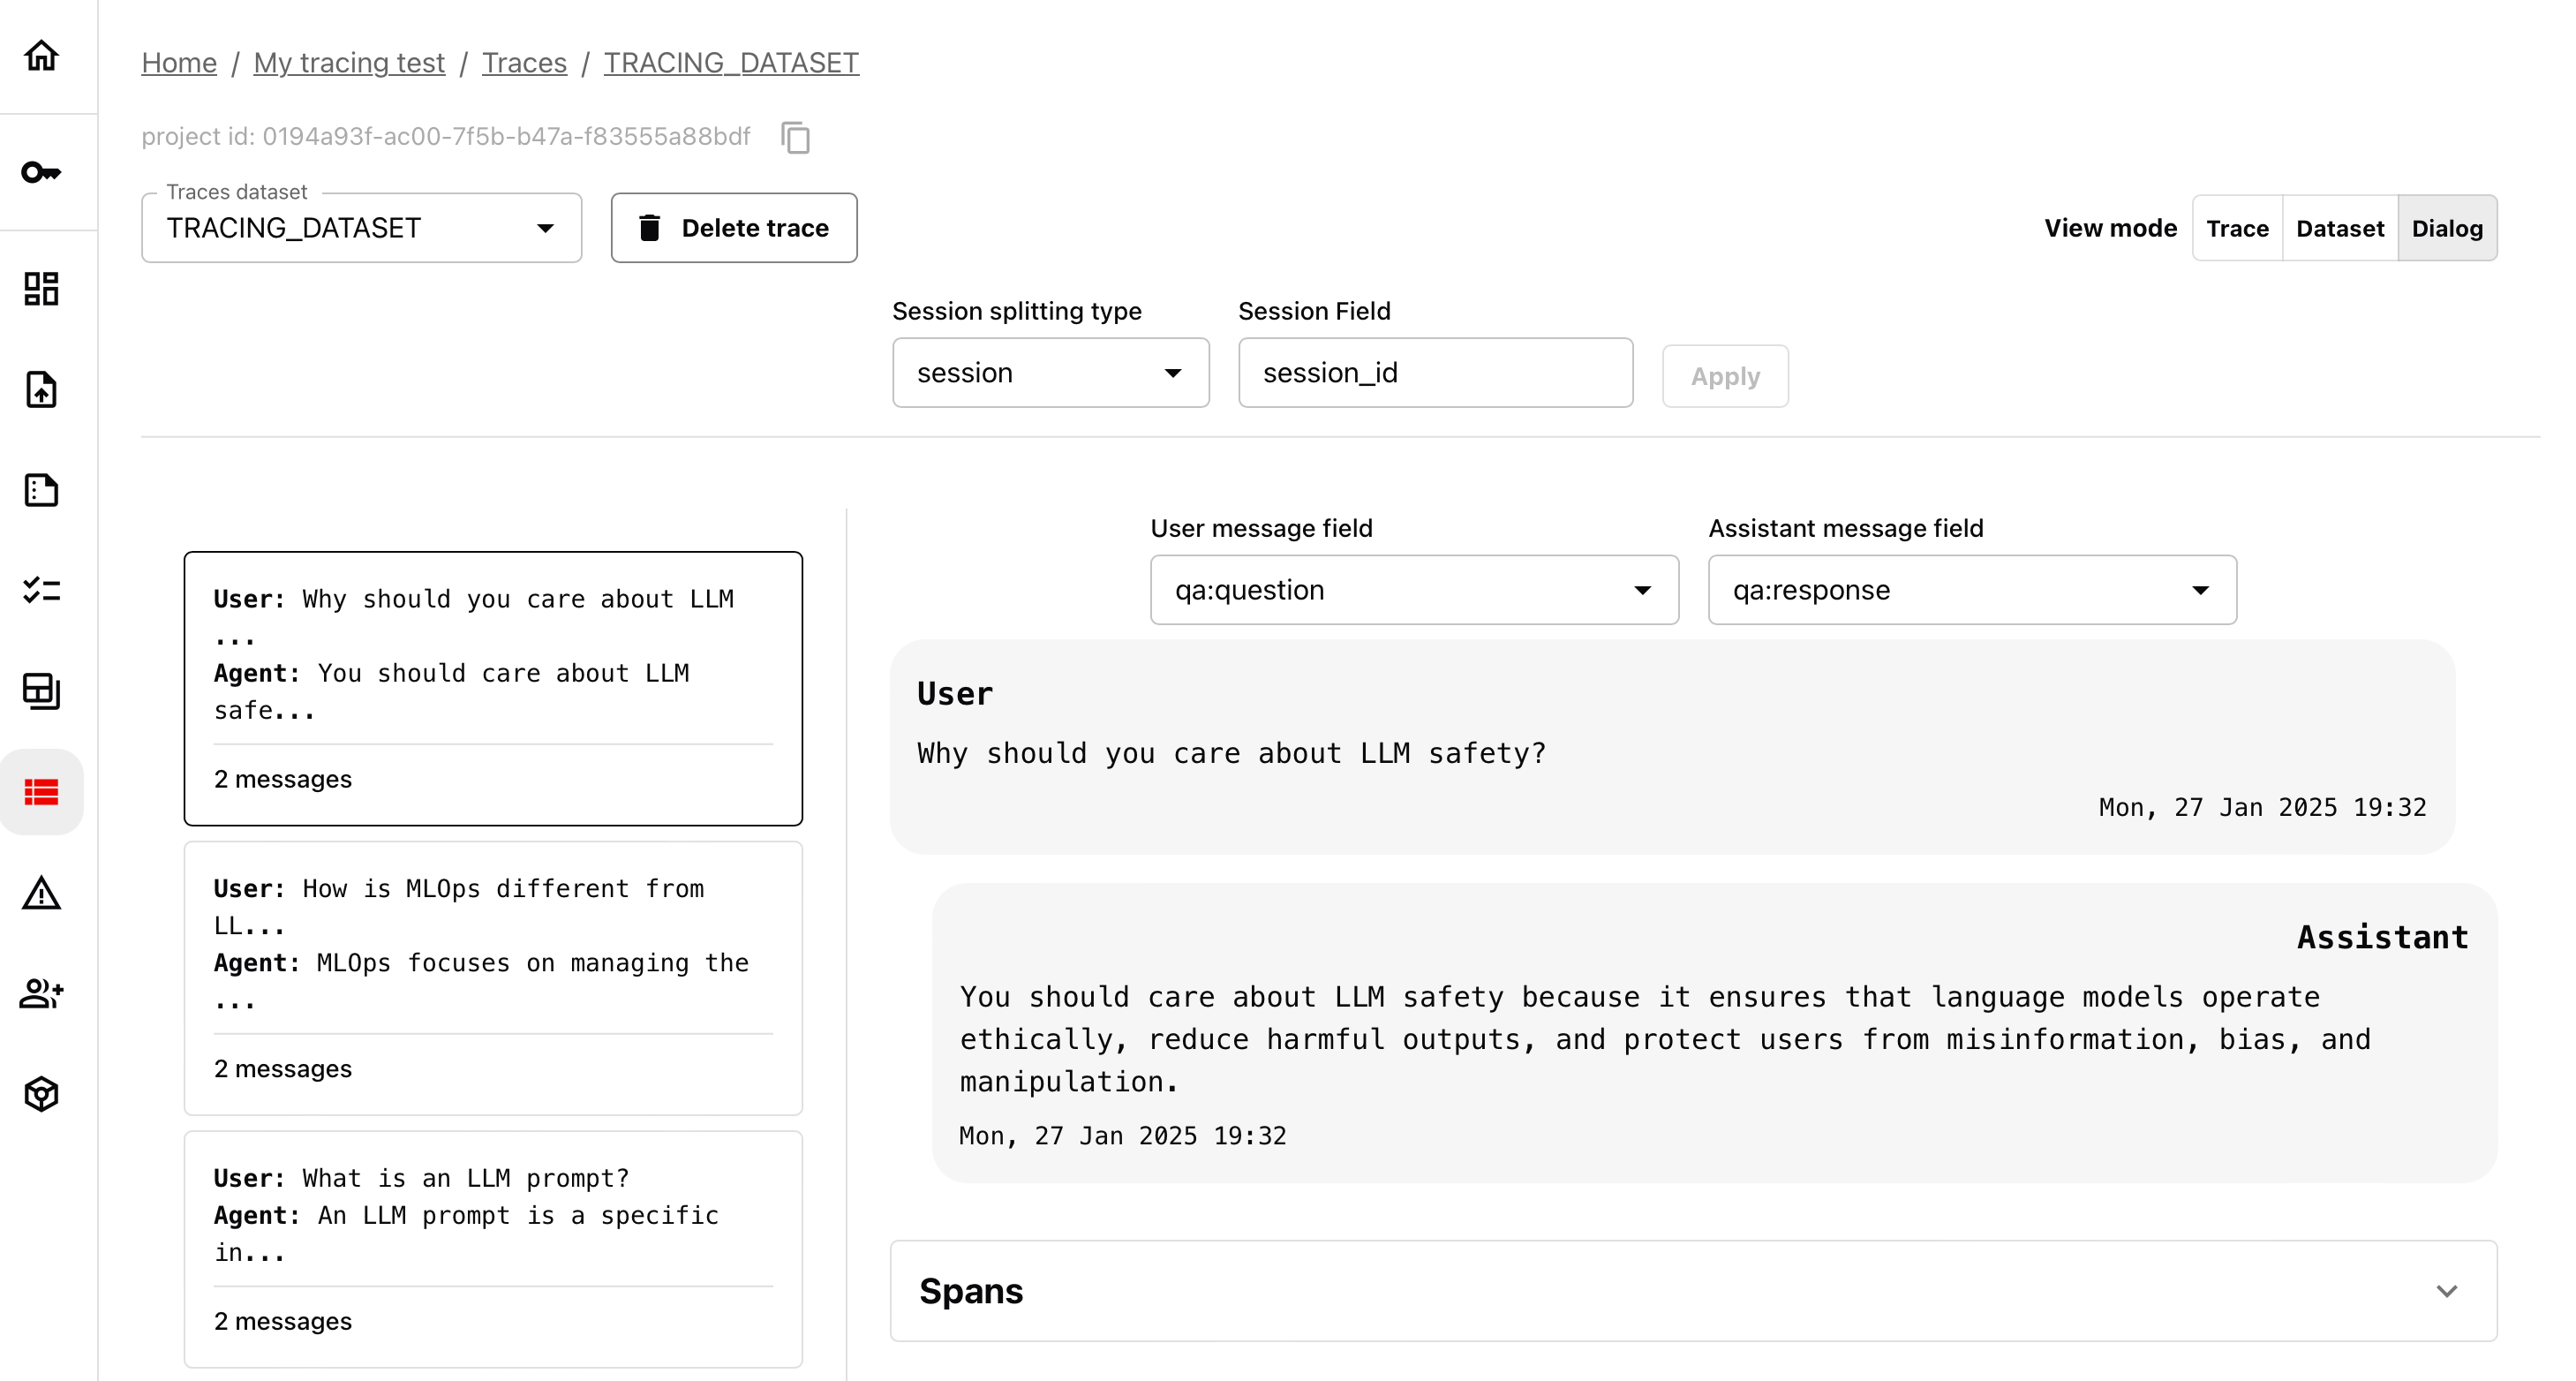 Home / My tracing test / Traces / TRACING_DATASET
project id: 0194a93f-ac00-7f5b-b47a-f83555a88bdf
Traces dataset
TRACING_DATASET
Delete trace
View mode
Trace
Dataset
Dialog
Session splitting type
session
Session Field
session_id
Apply
User: Why should you care about LLM
...
Agent: You should care about LLM
safe...
2 messages
User: How is MLOps different from
LL...
Agent: MLOps focuses on managing the
...
2 messages
User: What is an LLM prompt?
Agent: An LLM prompt is a specific
in...
2 messages
User message field
qa:question
Assistant message field
qa:response
User
Why should you care about LLM safety?
Mon, 27 Jan 2025 19:32
Assistant
You should care about LLM safety because it ensures that language models operate
ethically, reduce harmful outputs, and protect users from misinformation, bias, and
manipulation.
Mon, 27 Jan 2025 19:32
Spans